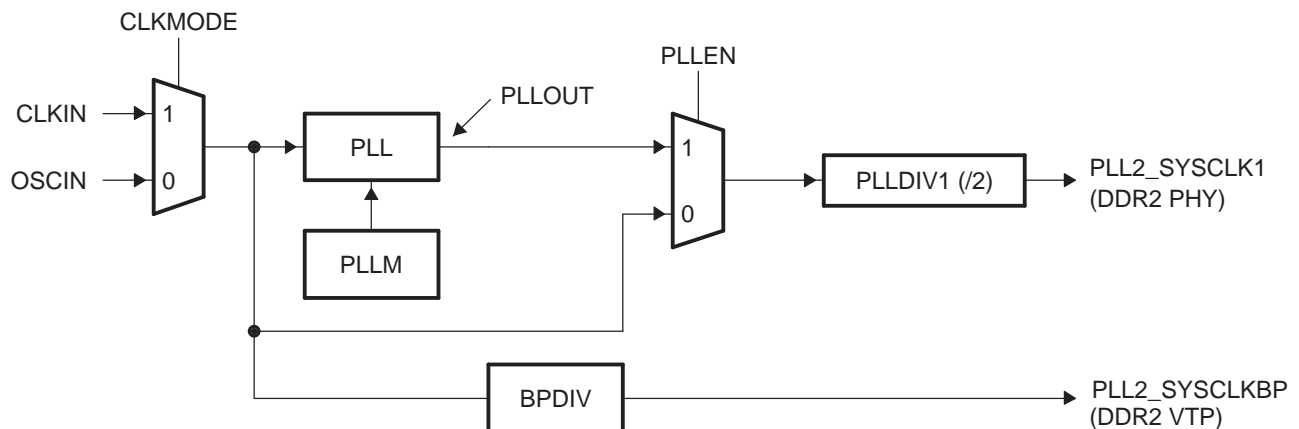 CLKMODE
PLLEN
CLKIN
1
PLLOUT
PLL
1
OSCIN
0
PLLDIV1 (/2)
PLL2_SYSCLK1
(DDR2 PHY)
0
PLLM
BPDIV
PLL2_SYSCLKBP
(DDR2 VTP)